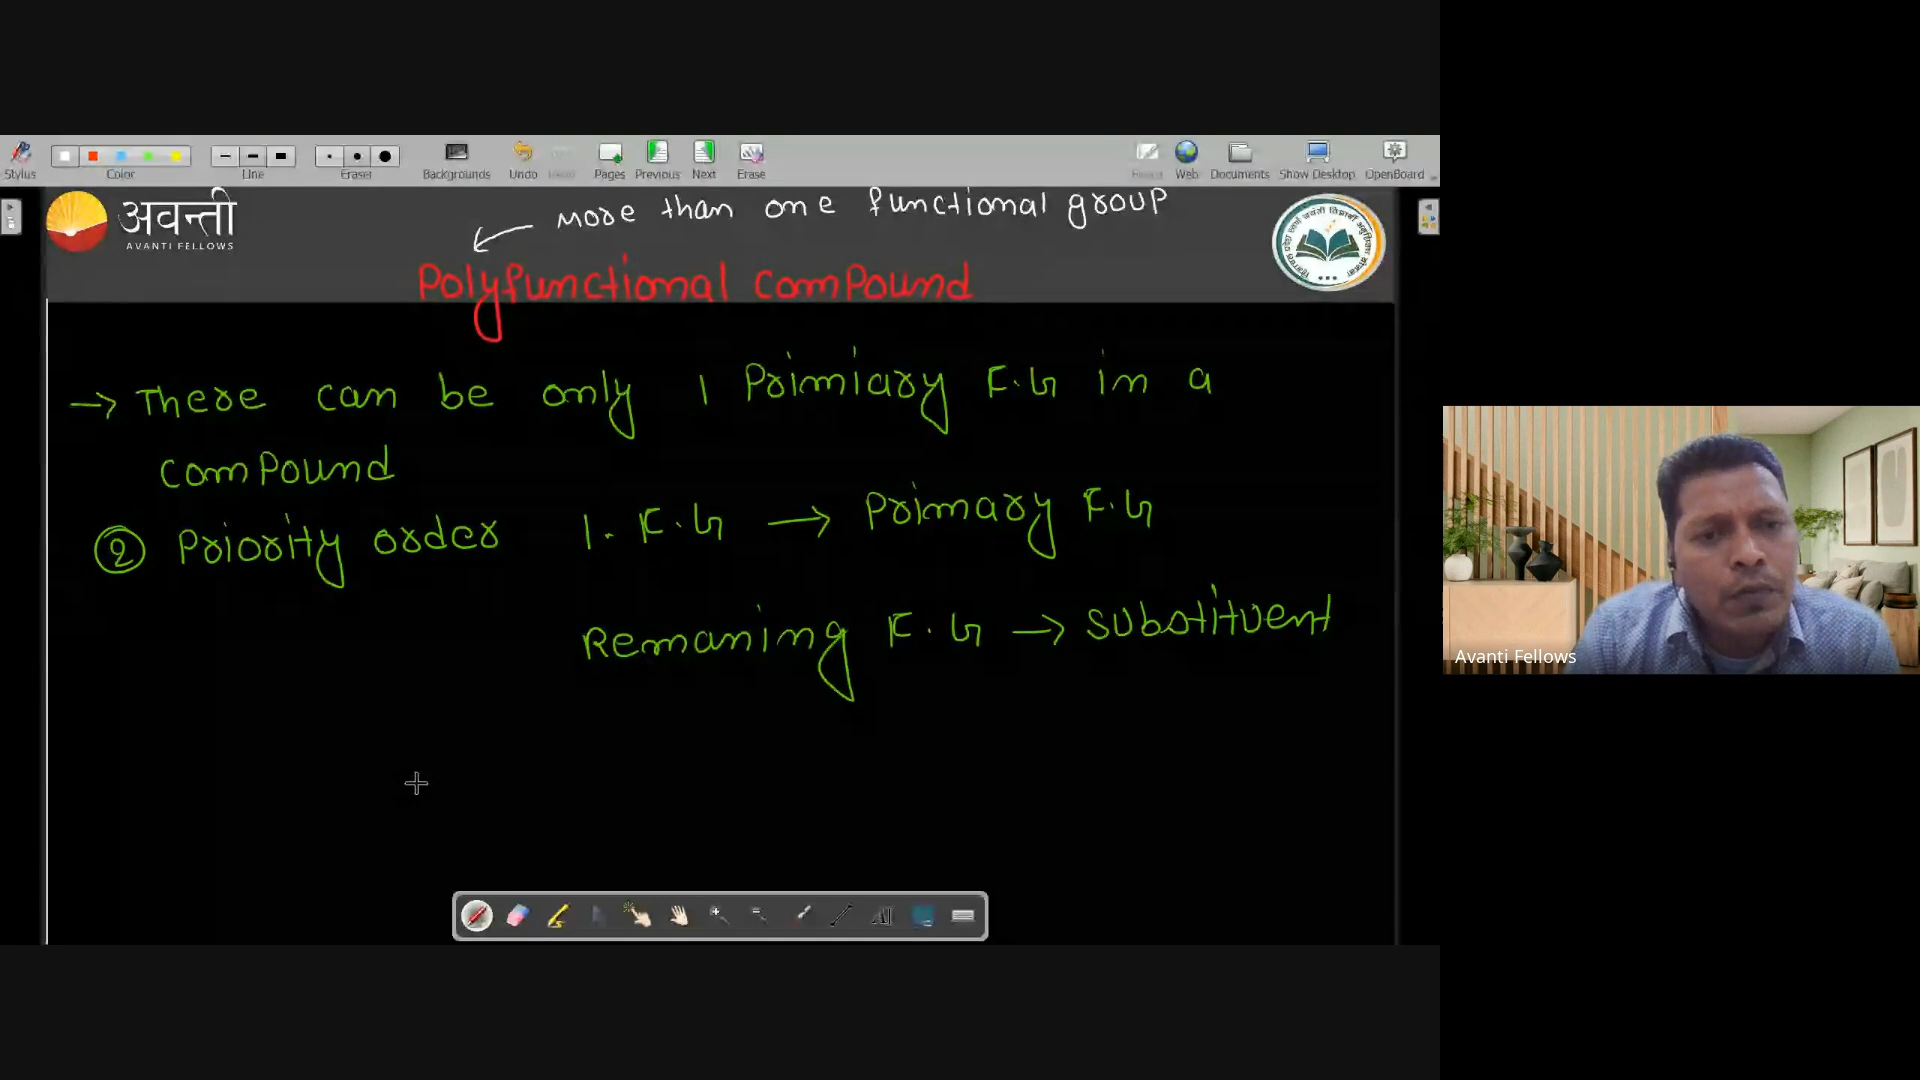 Stylus
Color
Line
Eraser
Backgrounds
Undo
Pages
Previous
Next
Erase
Web
Documents
Show Desktop
OpenBoard
अवन्ती
AVANTI FELLOWS
more than one functional group
Polyfunctional comPound
→ There can be only 1 Primiary F.G in a
comPound
② Priority order 1. F.G → Primary F.G
Remaning F.G → substituent
Avanti Fellows